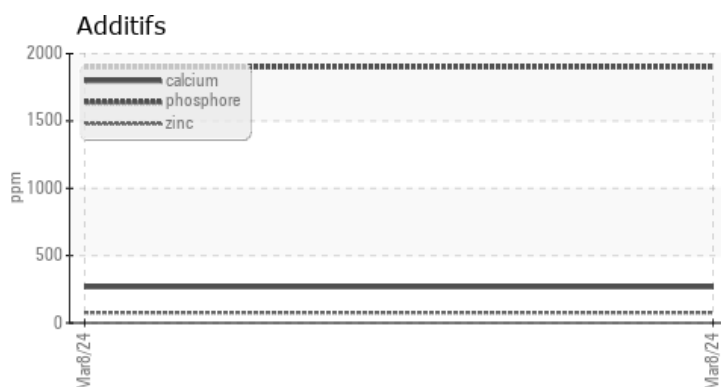 Additifs
2000
calcium
phosphore
1500
zinc
1000
ppm
500
0
Mar8/24
Mar8/24